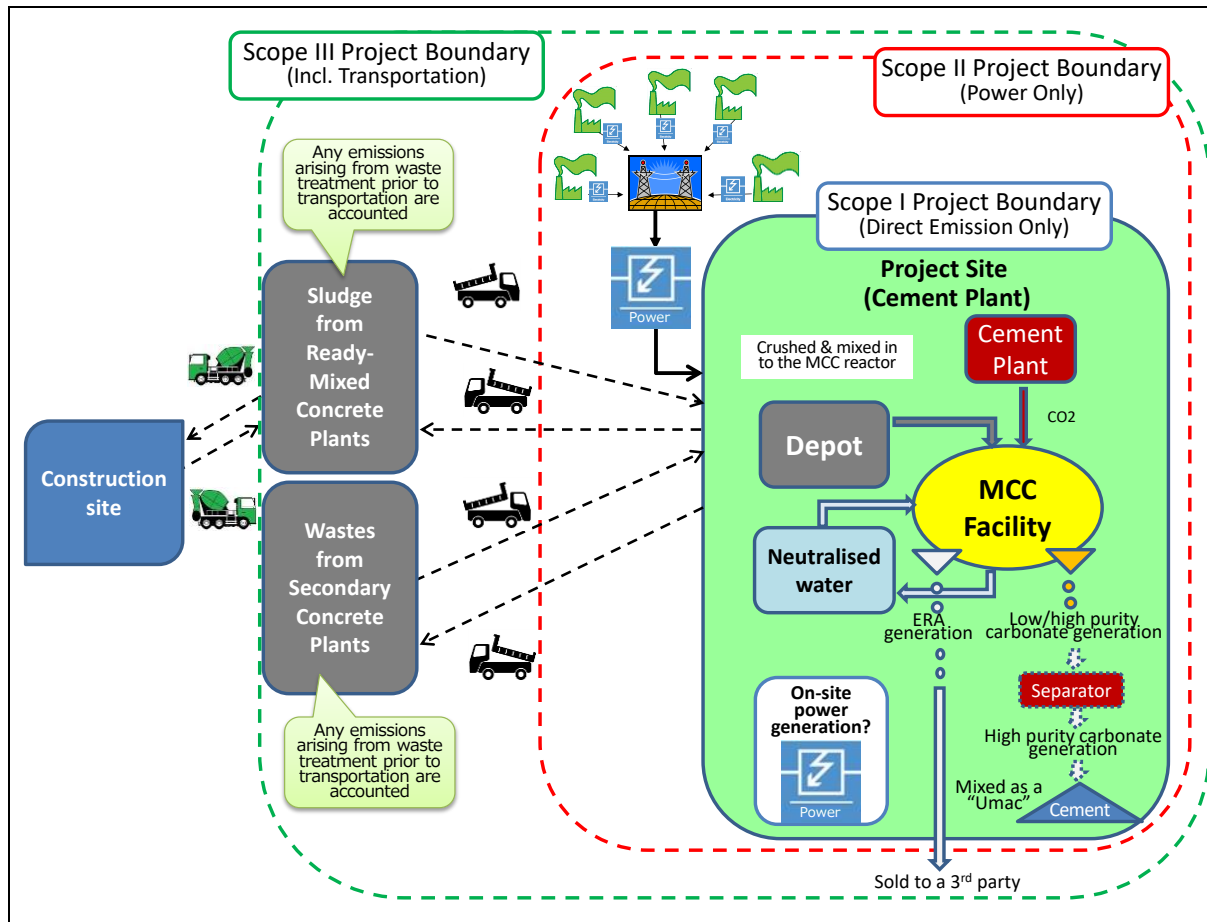 Scope III Project Boundary
(Incl. Transportation)
Scope II Project Boundary
(Power Only)
Any emissions
arising from waste
treatment prior to
transportation are
accounted
Scope I Project Boundary
(Direct Emission Only)
Project Site
(Cement Plant)
Power
Sludge
from
Ready-
Mixed
Concrete
Plants
Crushed & mixed in
to the MCC reactor
Cement
Plant
CO2
Depot
MCC
Facility
Construction
site
Wastes
from
Secondary
Concrete
Plants
Neutralised
water
ERA
generation
Low/high purity
carbonate generation
Separator
On-site
power
generation?
Power
High purity carbonate
generation
Any emissions
arising from waste
treatment prior to
transportation are
accounted
Mixed as a
“Umac”
Cement
Sold to a 3rd party